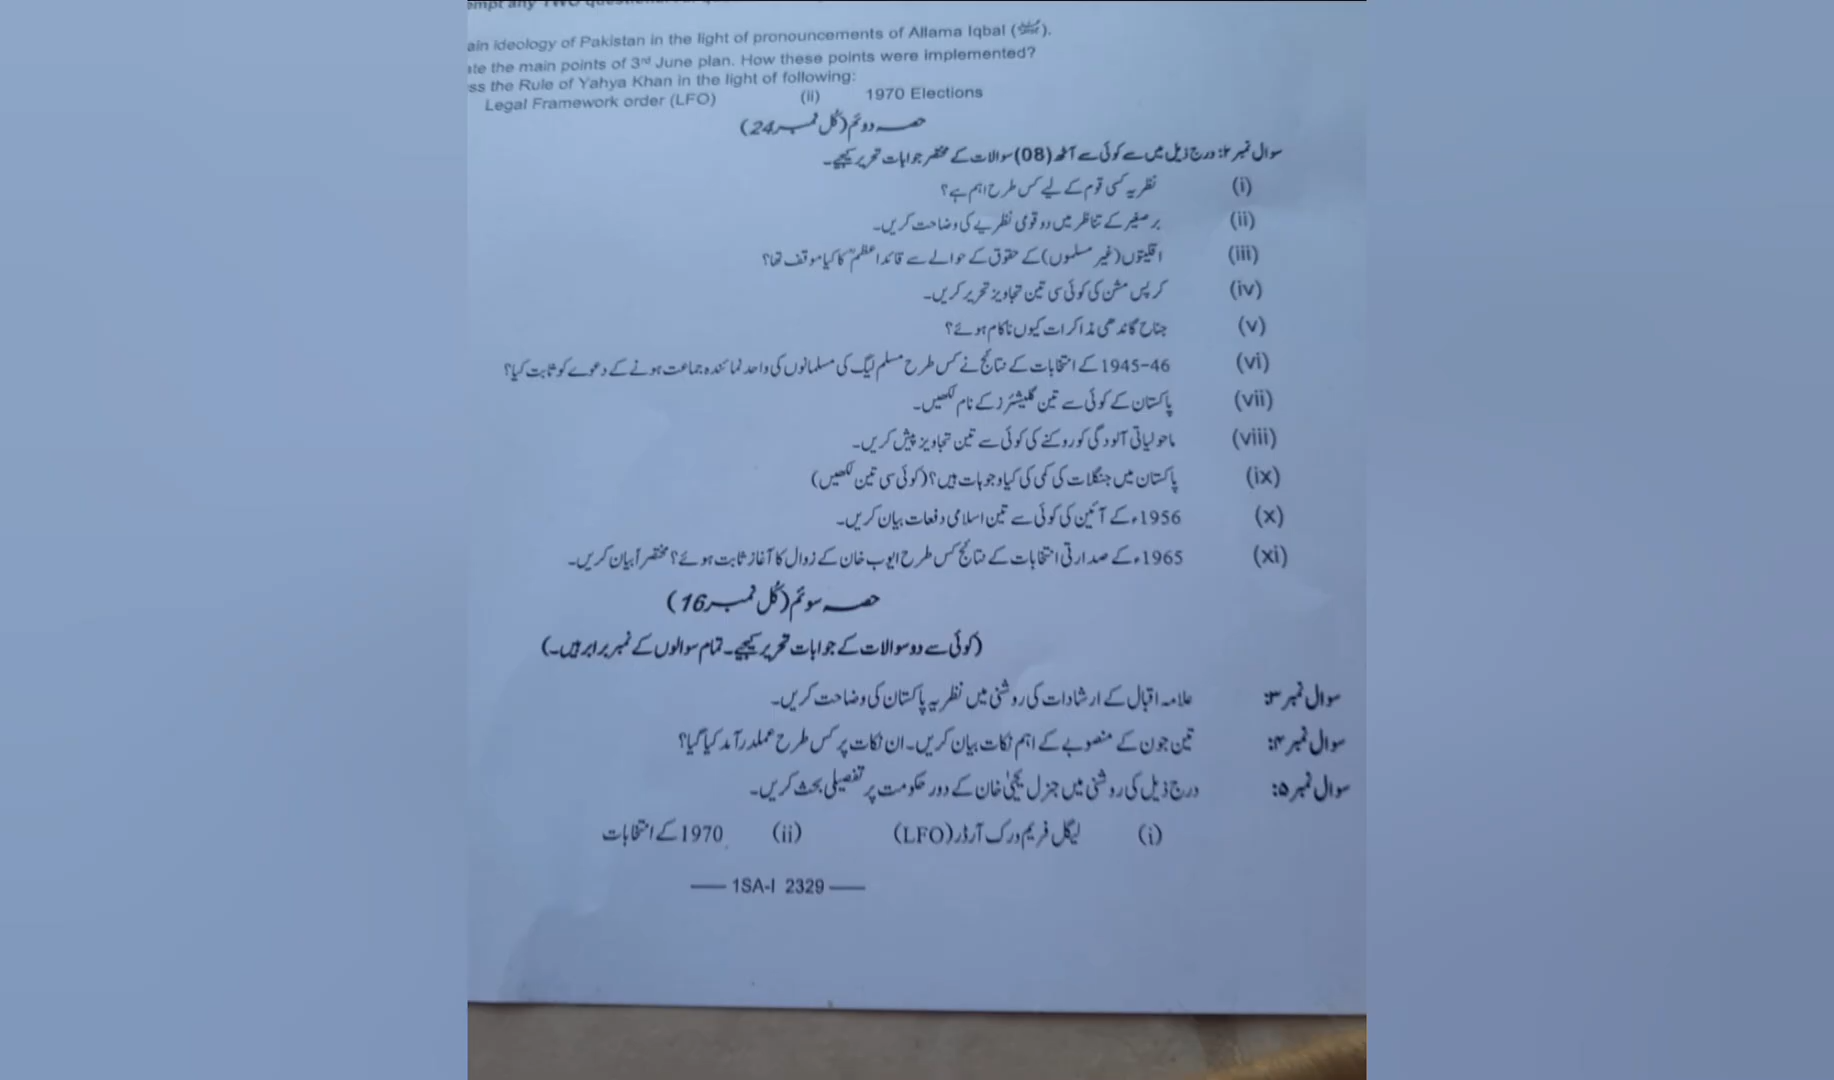 empt any TWO
ain ideology of Pakistan in the light of pronouncements of Allama Iqbal
ate the main points of 3rd June plan. How these points were implemented?
ss the Rule of Yahya Khan in the light of following:
Legal Framework order (LFO) (ii) 1970 Elections
حصہ دوئم (کُل نمبر 24)
سوال نمبر ۲: درج ذیل میں سے کوئی سے آٹھ (08) سوالات کے مختصر جوابات تحریر کیجیے۔
(i) نظریہ کسی قوم کے لیے کس طرح اہم ہے؟
(ii) برصغیر کے تناظر میں دو قومی نظریے کی وضاحت کریں۔
(iii) اقلیتوں (غیر مسلموں) کے حقوق کے حوالے سے قائداعظمؒ کا کیا موقف تھا؟
(iv) کرپس مشن کی کوئی سی تین تجاویز تحریر کریں۔
(v) جناح گاندھی مذاکرات کیوں ناکام ہوئے؟
(vi) 1945-46 کے انتخابات کے نتائج نے کس طرح مسلم لیگ کی مسلمانوں کی واحد نمائندہ جماعت ہونے کے دعوے کو ثابت کیا؟
(vii) پاکستان کے کوئی سے تین گلیشئرز کے نام لکھیں۔
(viii) ماحولیاتی آلودگی کو روکنے کی کوئی سے تین تجاویز پیش کریں۔
(ix) پاکستان میں جنگلات کی کمی کی کیا وجوہات ہیں؟ (کوئی سی تین لکھیں)
(x) 1956ء کے آئین کی کوئی سے تین اسلامی دفعات بیان کریں۔
(xi) 1965ء کے صدارتی انتخابات کے نتائج کس طرح ایوب خان کے زوال کا آغاز ثابت ہوئے؟ مختصراً بیان کریں۔
حصہ سوئم (کُل نمبر 16)
(کوئی سے دو سوالات کے جوابات تحریر کیجیے۔ تمام سوالوں کے نمبر برابر ہیں۔)
سوال نمبر ۳: علامہ اقبال کے ارشادات کی روشنی میں نظریہ پاکستان کی وضاحت کریں۔
سوال نمبر ۴: تین جون کے منصوبے کے اہم نکات بیان کریں۔ ان نکات پر کس طرح عملدرآمد کیا گیا؟
سوال نمبر ۵: درج ذیل کی روشنی میں جنرل یحییٰ خان کے دور حکومت پر تفصیلی بحث کریں۔
(i) لیگل فریم ورک آرڈر (LFO) (ii) 1970 کے انتخابات
—— 1SA-I 2329 ——